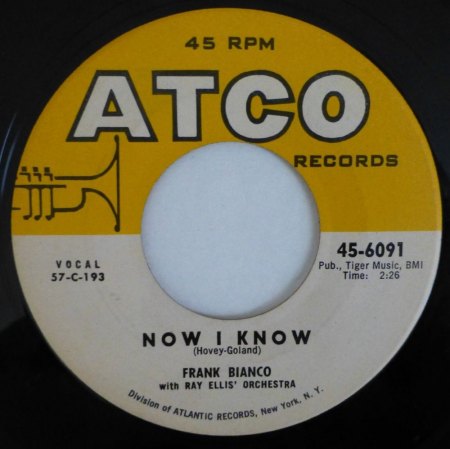 45 RPM
ATCO
RECORDS
VOCAL
57-C-193
45-6091
Pub., Tiger Music, BMI
Time: 2:26
NOW I KNOW
(Hovey-Goland)
FRANK BIANCO
with RAY ELLIS' ORCHESTRA
Division of ATLANTIC RECORDS, New York, N. Y.